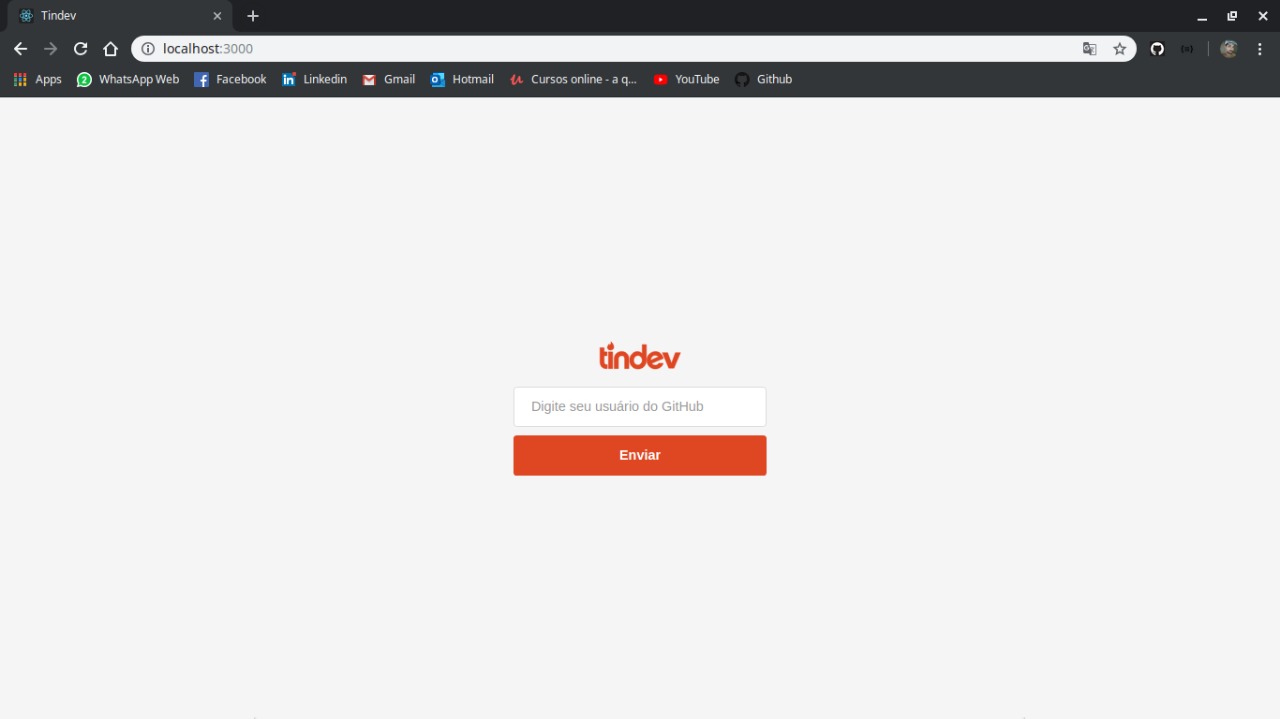 Tindev
localhost:3000
Apps WhatsApp Web Facebook Linkedin Gmail Hotmail Cursos online - a q... YouTube Github
tindev
Digite seu usuário do GitHub
Enviar